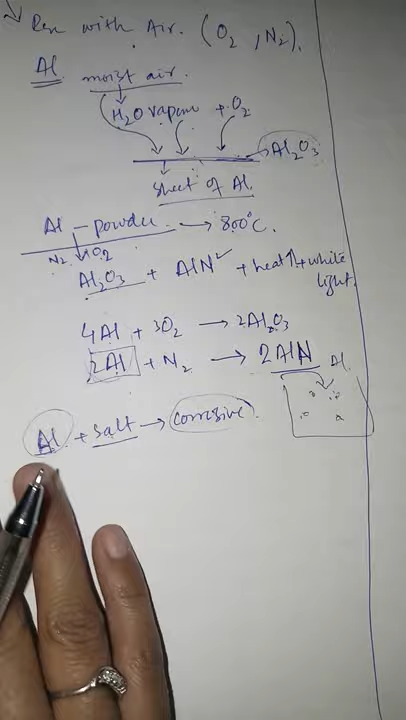 Rxn with Air. (O₂, N₂).
Al moist air.
H₂O vapour + O₂
Al₂O₃
Sheet of Al.
Al – powder → 800°C.
N₂ ↓ O₂
Al₂O₃ + AlN ✓ + heat↑ + white
light.
4Al + 3O₂ → 2Al₂O₃
2Al + N₂ → 2AlN
Al.
Al + Salt → corrosive.